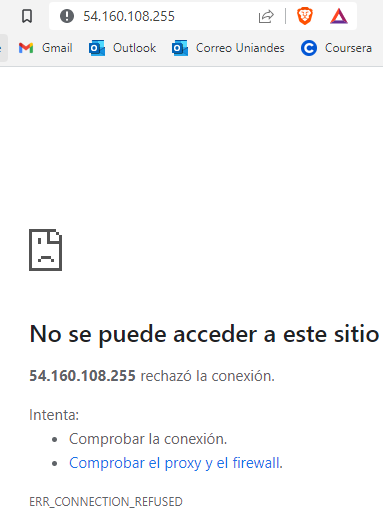 54.160.108.255
Gmail Outlook Correo Uniandes Coursera
No se puede acceder a este sitio
54.160.108.255 rechazó la conexión.
Intenta:
• Comprobar la conexión.
• Comprobar el proxy y el firewall.
ERR_CONNECTION_REFUSED